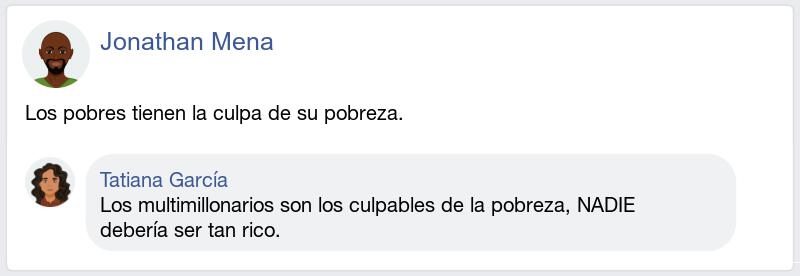 Jonathan Mena
Los pobres tienen la culpa de su pobreza.
Tatiana García
Los multimillonarios son los culpables de la pobreza, NADIE
debería ser tan rico.